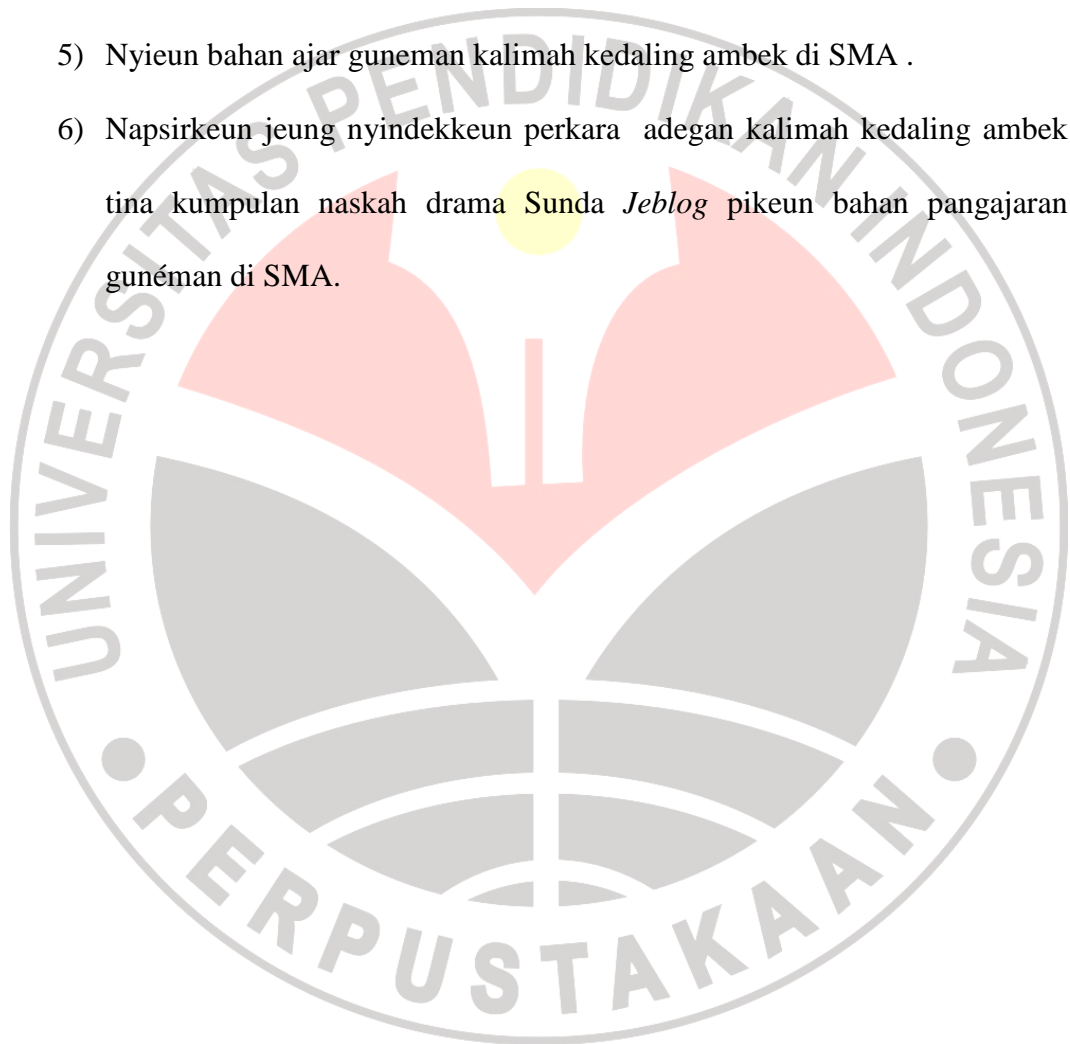 5) Nyieun bahan ajar guneman kalimah kedaling ambek di SMA .
6) Napsirkeun jeung nyindekkeun perkara adegan kalimah kedaling ambek
tina kumpulan naskah drama Sunda Jeblog pikeun bahan pangajaran
gunéman di SMA.
UNIVERSITAS PENDIDIKAN INDONESIA
PERPUSTAKAAN